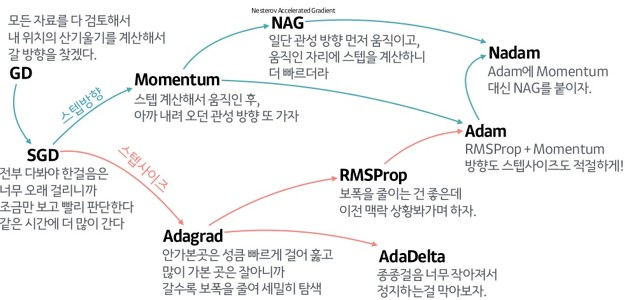 모든 자료를 다 검토해서
내 위치의 산기울기를 계산해서
갈 방향을 찾겠다.
GD
스텝방향
SGD
전부 다봐야 한걸음은
너무 오래 걸리니까
조금만 보고 빨리 판단한다
같은 시간에 더 많이 간다
스텝사이즈
Momentum
스텝 계산해서 움직인 후,
아까 내려 오던 관성 방향 또 가자
Nesterov Accelerated Gradient
NAG
일단 관성 방향 먼저 움직이고,
움직인 자리에 스텝을 계산하니
더 빠르더라
Nadam
Adam에 Momentum
대신 NAG를 붙이자.
Adam
RMSProp + Momentum
방향도 스텝사이즈도 적절하게!
RMSProp
보폭을 줄이는 건 좋은데
이전 맥락 상황봐가며 하자.
Adagrad
안가본곳은 성큼 빠르게 걸어 훑고
많이 가본 곳은 잘아니까
갈수록 보폭을 줄여 세밀히 탐색
AdaDelta
종종걸음 너무 작아져서
정지하는걸 막아보자.